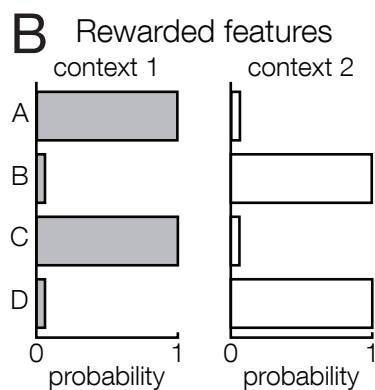 B Rewarded features
context 1 context 2
A
B
C
D
0 1 0 1
probability probability